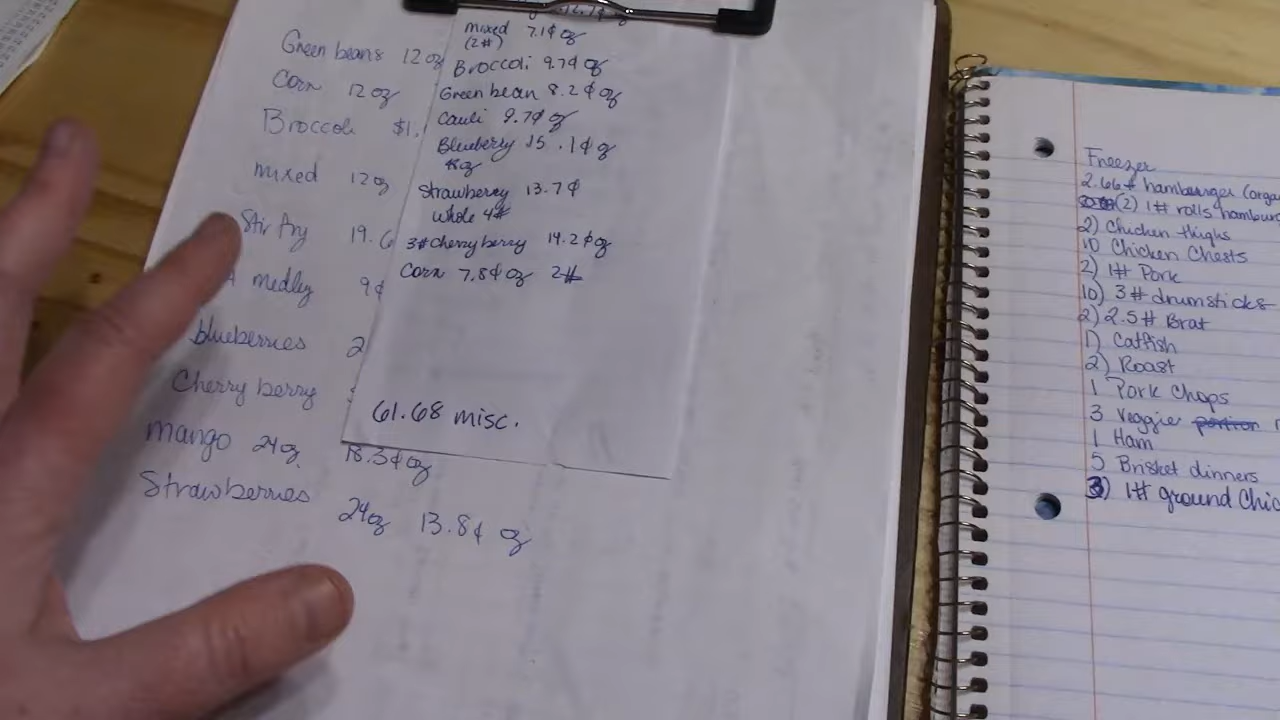 Green beans 12 oz
Corn 12 oz
Broccoli $1.
mixed 12 oz
Stir fry 19.6
medley 9¢
blueberries 2
Cherry berry
mango 24 oz. 18.3¢ oz
Strawberries 24 oz 13.8¢ oz
mixed 7.1¢ oz
(2#)
Broccoli 9.7¢ oz
Green bean 8.2¢ oz
Cauli 9.7¢ oz
Blueberry 15.1¢ oz
Strawberry 13.7¢
whole 4#
3# Cherry berry 14.2¢ oz
Corn 7.8¢ oz 2#
61.68 misc.
Freezer
2.66# hamburger (orga
(2) 1# rolls hamburg
2) Chicken thighs
10 Chicken Chests
2) 1# Pork
10) 3# drumsticks
2) 2.5# Brat
1) Catfish
2) Roast
1 Pork Chops
3 Veggie portion
1 Ham
5 Brisket dinners
3) 1# ground Chic